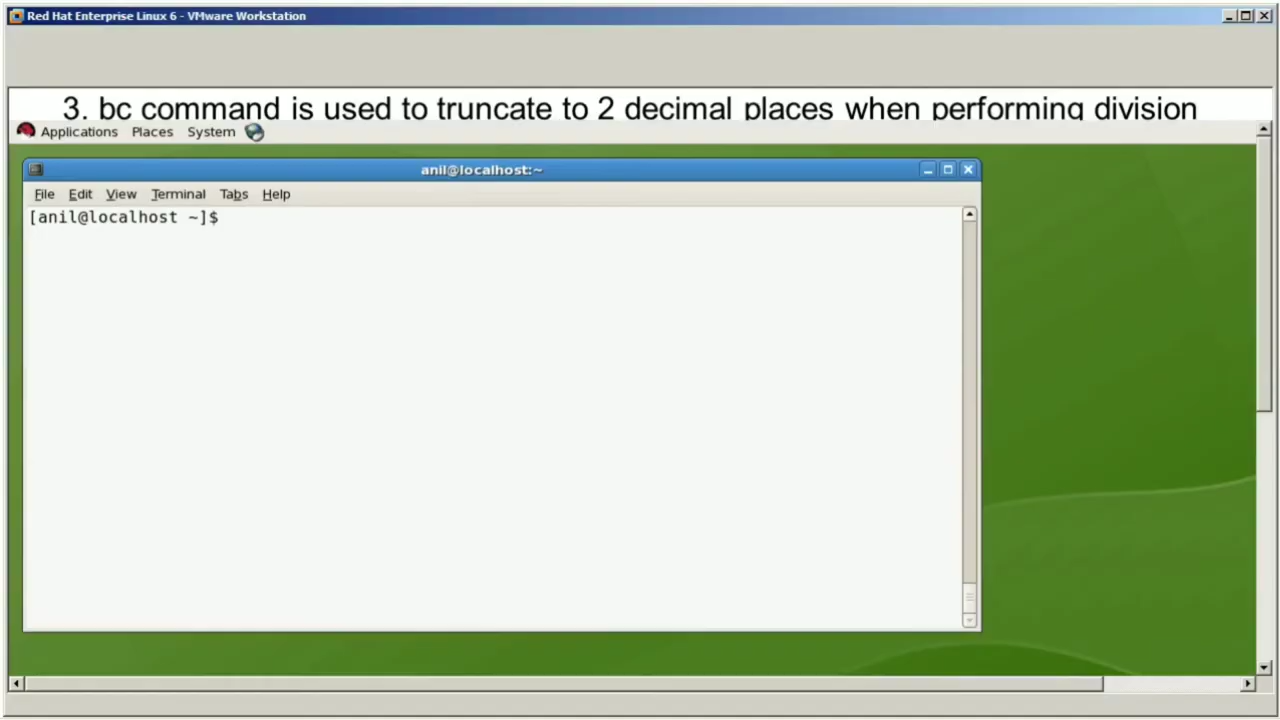 Red Hat Enterprise Linux 6 - VMware Workstation
3. bc command is used to truncate to 2 decimal places when performing division
Applications Places System
anil@localhost:~
File Edit View Terminal Tabs Help
[anil@localhost ~]$